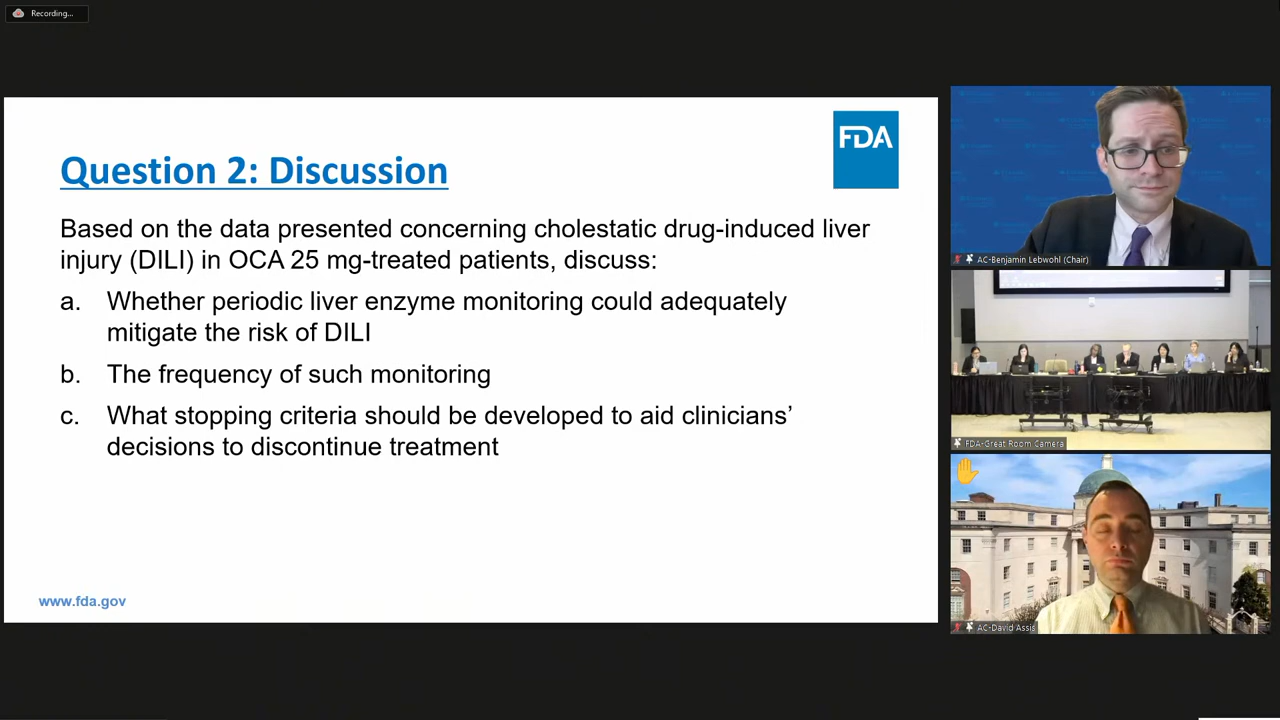 Recording...
FDA
Question 2: Discussion
Based on the data presented concerning cholestatic drug-induced liver
injury (DILI) in OCA 25 mg-treated patients, discuss:
a. Whether periodic liver enzyme monitoring could adequately
mitigate the risk of DILI
b. The frequency of such monitoring
c. What stopping criteria should be developed to aid clinicians’
decisions to discontinue treatment
www.fda.gov
AC-Benjamin Lebwohl (Chair)
FDA-Great Room Camera
AC-David Assis